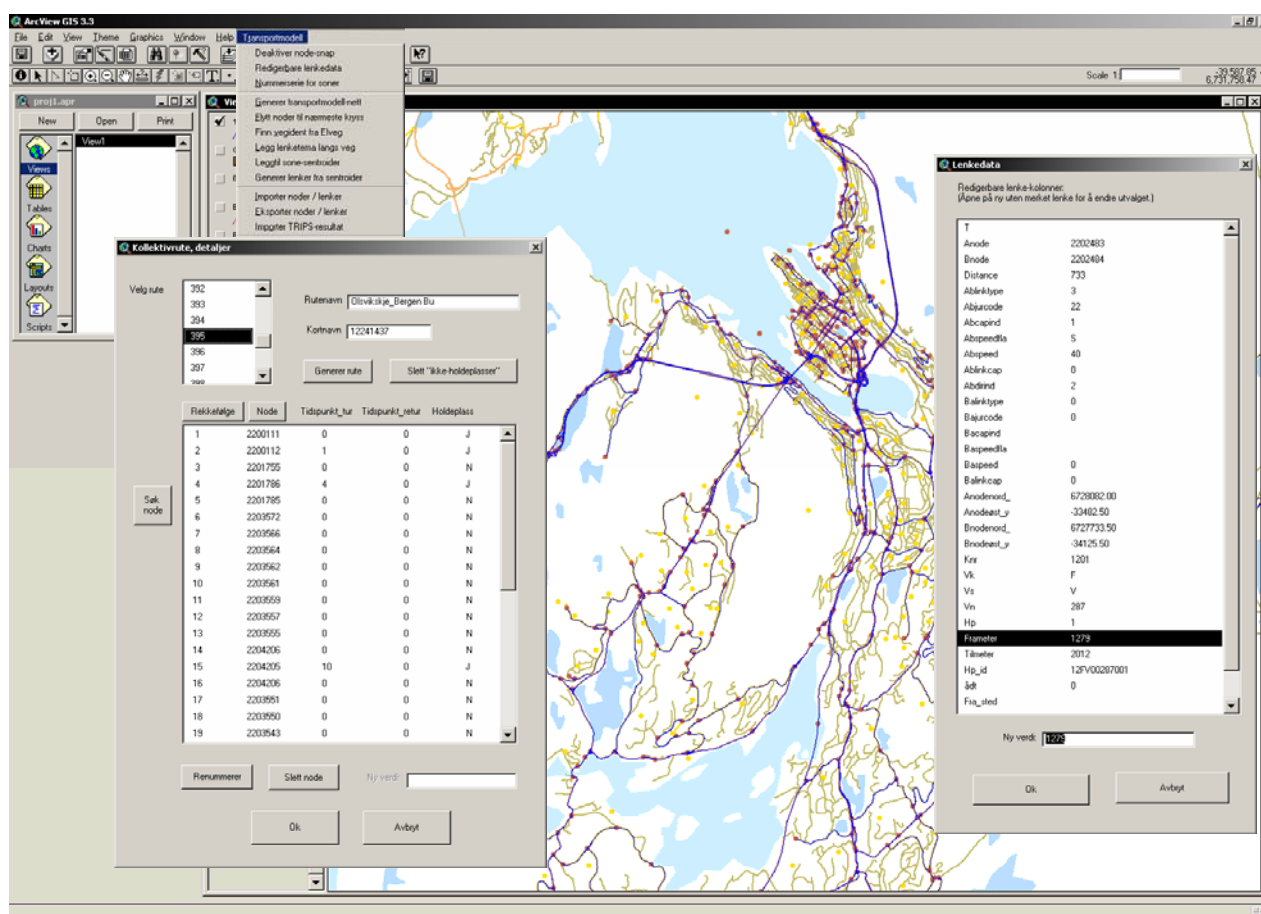 ArcView GIS 3.3
File Edit View Theme Graphics Window Help Transportmodell
Deaktiver node-snap
Redigerbare lenkedata
Nummerserie for soner
Generer transportmodell-nett
Flytt noder til nærmeste kryss
Finn vegident fra Elveg
Legg lenketema langs veg
Leggtil sone-sentroider
Generer lenker fra sentroider
Importer noder / lenker
Eksporter noder / lenker
Importer TRIPS-resultat
Scale 1:
-39,587.85
6,731,758.47
proj1.apr
New Open Print
View1
Views
Tables
Charts
Layouts
Scripts
Kollektivrute, detaljer
Velg rute
392
393
394
395
396
397
398
Rutenavn Olsvikskje_Bergen Bu
Kortnavn 12241437
Generer rute Slett "ikke-holdeplasser"
Rekkefølge Node Tidspunkt_tur Tidspunkt_retur Holdeplass
1 2200111 0 0 J
2 2200112 1 0 J
3 2201755 0 0 N
4 2201786 4 0 J
5 2201785 0 0 N
6 2203572 0 0 N
7 2203566 0 0 N
8 2203564 0 0 N
9 2203562 0 0 N
10 2203561 0 0 N
11 2203559 0 0 N
12 2203557 0 0 N
13 2203555 0 0 N
14 2204206 0 0 N
15 2204205 10 0 J
16 2204206 0 0 N
17 2203551 0 0 N
18 2203550 0 0 N
19 2203543 0 0 N
Søk node
Renummerer Slett node Ny verdi:
Ok Avbryt
Lenkedata
Redigerbare lenke-kolonner:
(Åpne på ny uten merket lenke for å endre utvalget.)
T
Anode 2202483
Bnode 2202484
Distance 733
Ablinktype 3
Abjurcode 22
Abcapind 1
Abspeedfla S
Abspeed 40
Ablinkcap 0
Abdirind 2
Balinktype 0
Bajurcode 0
Bacapind
Baspeedfla
Baspeed 0
Balinkcap 0
Anodenord_ 6728082.00
Anodeøst_y -33482.50
Bnodenord_ 6727733.50
Bnodeøst_y -34125.50
Knr 1201
Vk F
Vs V
Vn 287
Hp 1
Frameter 1279
Tilmeter 2012
Hp_id 12FV00287001
ådt 0
Fra_sted
Ny verdi: 1279
Ok Avbryt